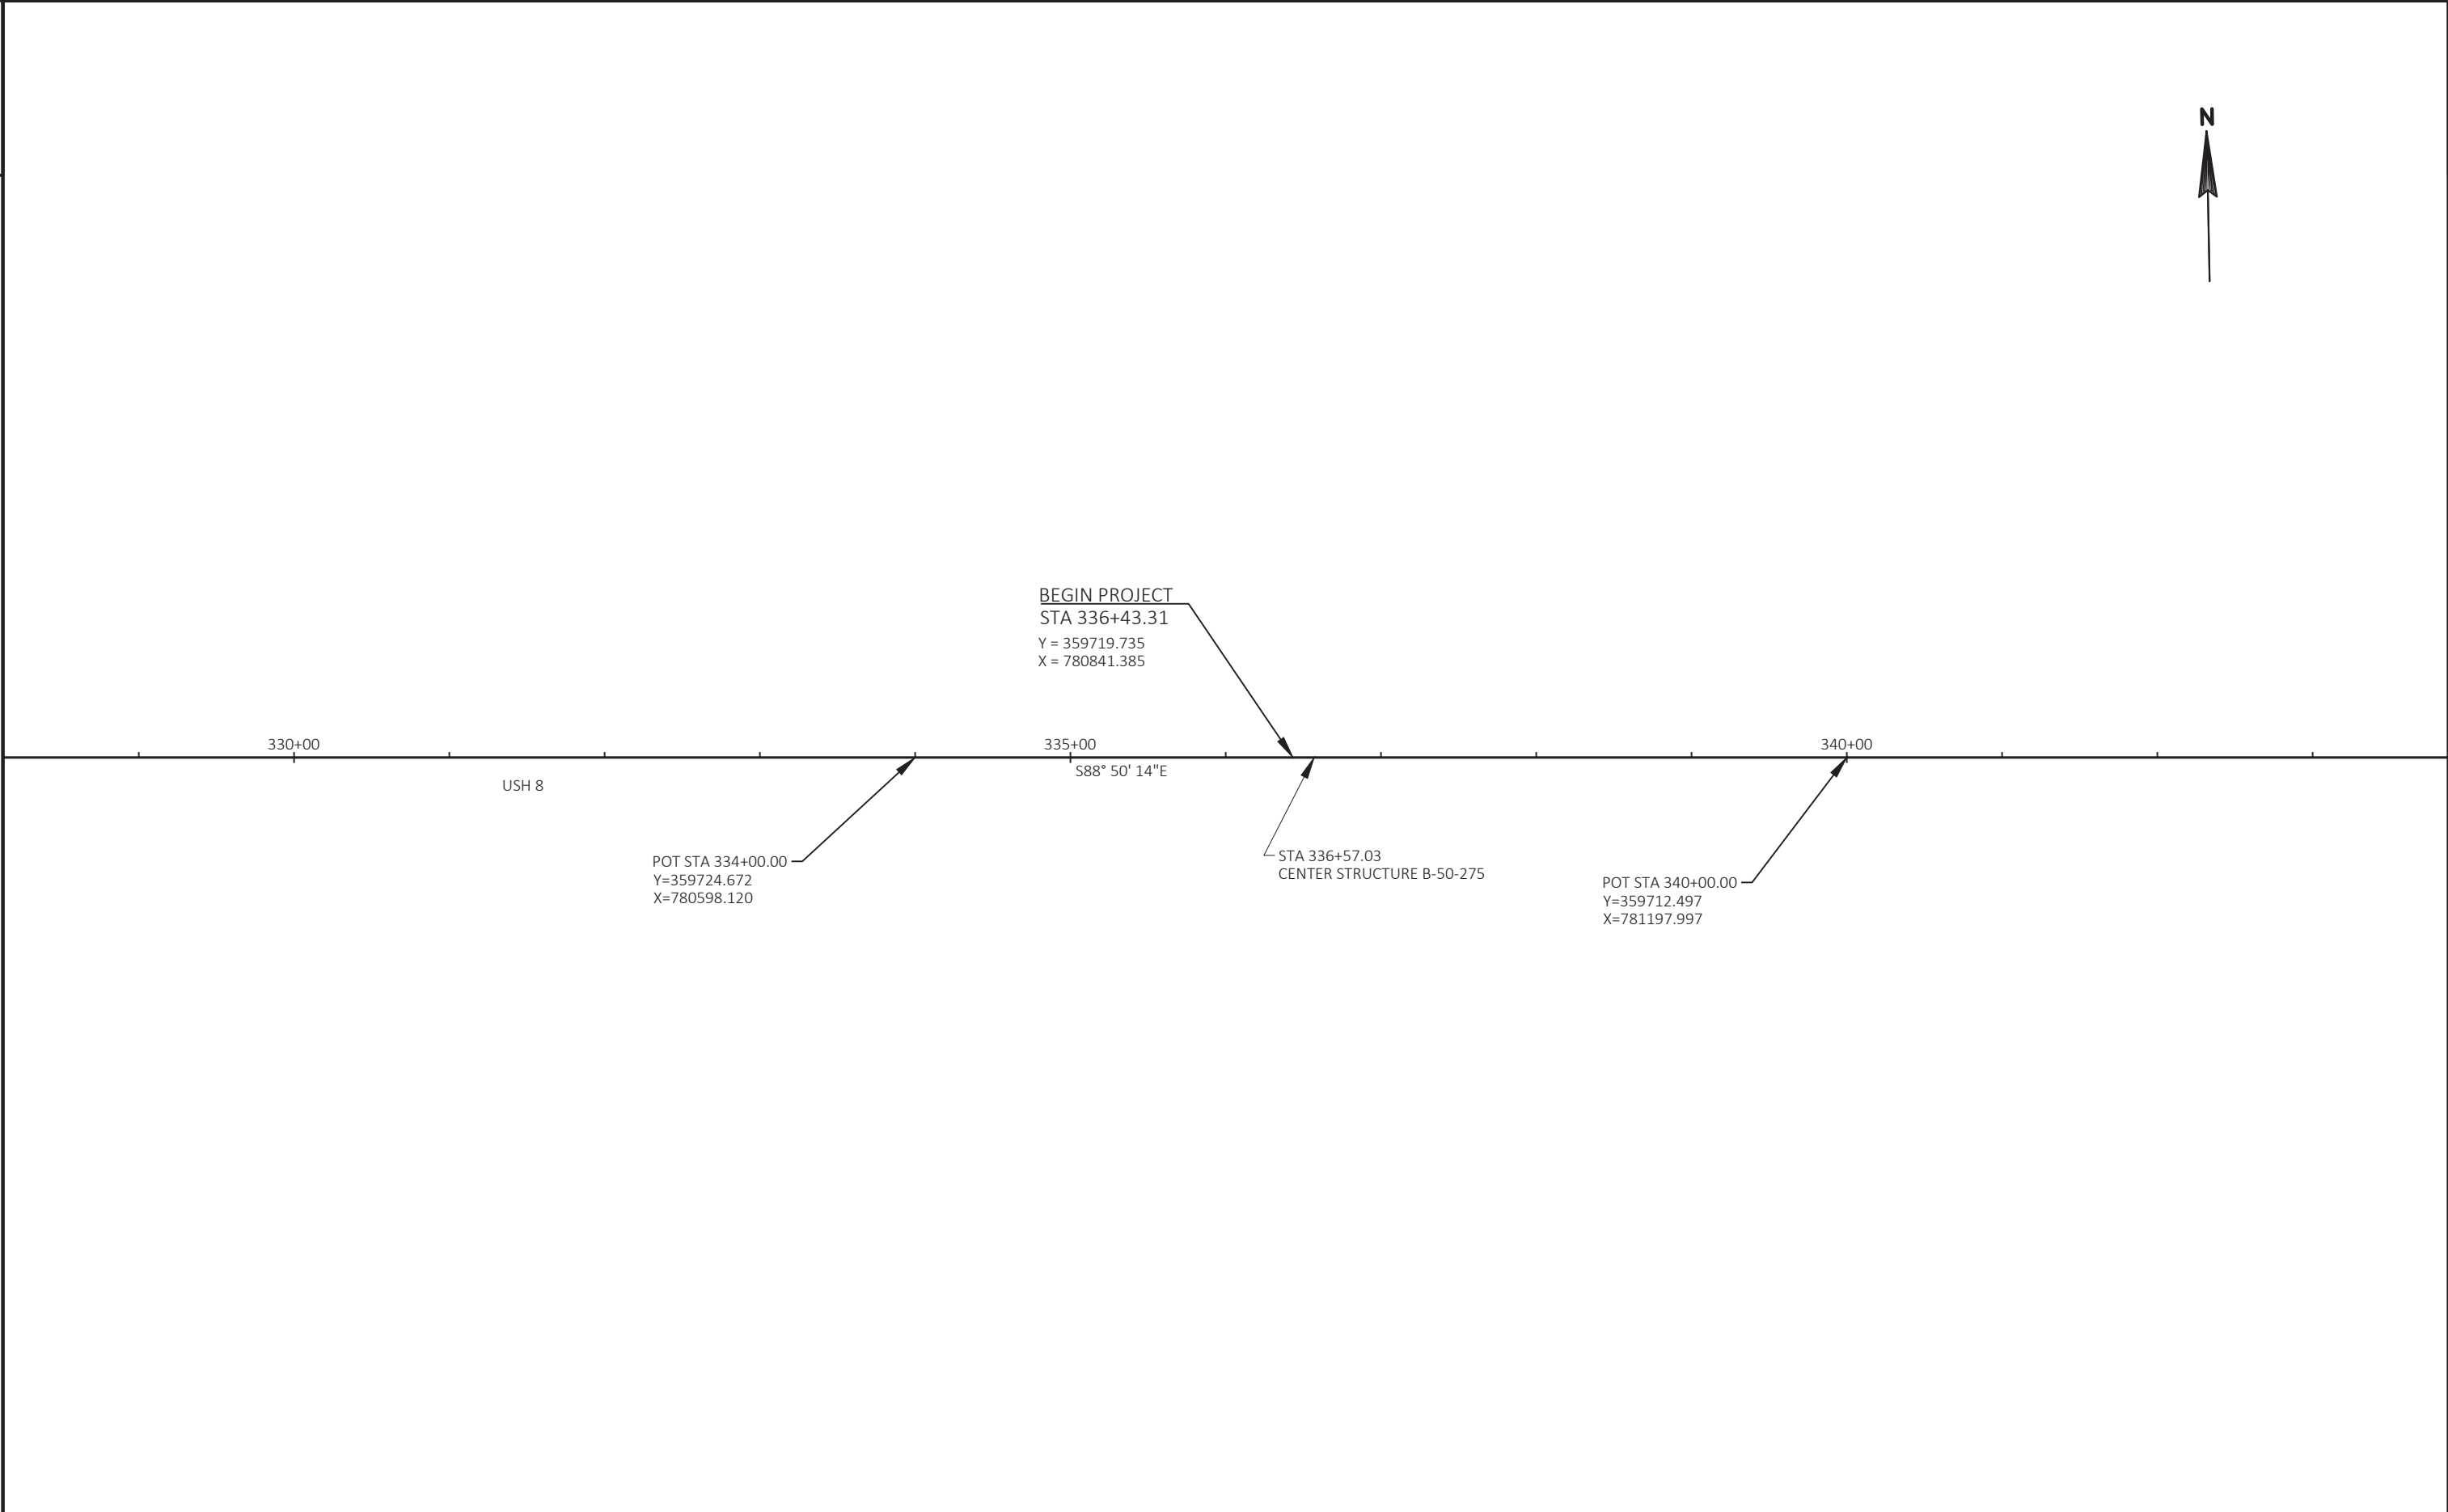 N
BEGIN PROJECT
STA 336+43.31
Y = 359719.735
X = 780841.385
330+00
335+00
340+00
S88° 50' 14"E
USH 8
POT STA 334+00.00
Y=359724.672
X=780598.120
STA 336+57.03
CENTER STRUCTURE B-50-275
POT STA 340+00.00
Y=359712.497
X=781197.997